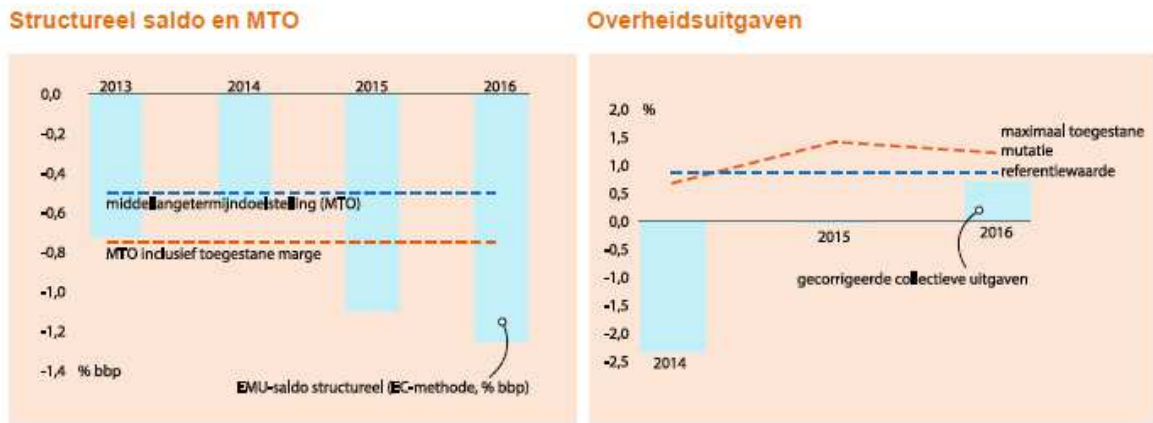 Structureel saldo en MTO
2013 2014 2015 2016
0,0
-0,2
-0,4
-0,6
-0,8
-1,0
-1,2
-1,4 % bbp
middellangetermijndoelstelling (MTO)
MTO inclusief toegestane marge
EMU-saldo structureel (EC-methode, % bbp)
Overheidsuitgaven
2,0 %
1,5
1,0
0,5
0,0
-0,5
-1,0
-1,5
-2,0
-2,5
maximaal toegestane
mutatie
referentiewaarde
2015
2016
gecorrigeerde collectieve uitgaven
2014